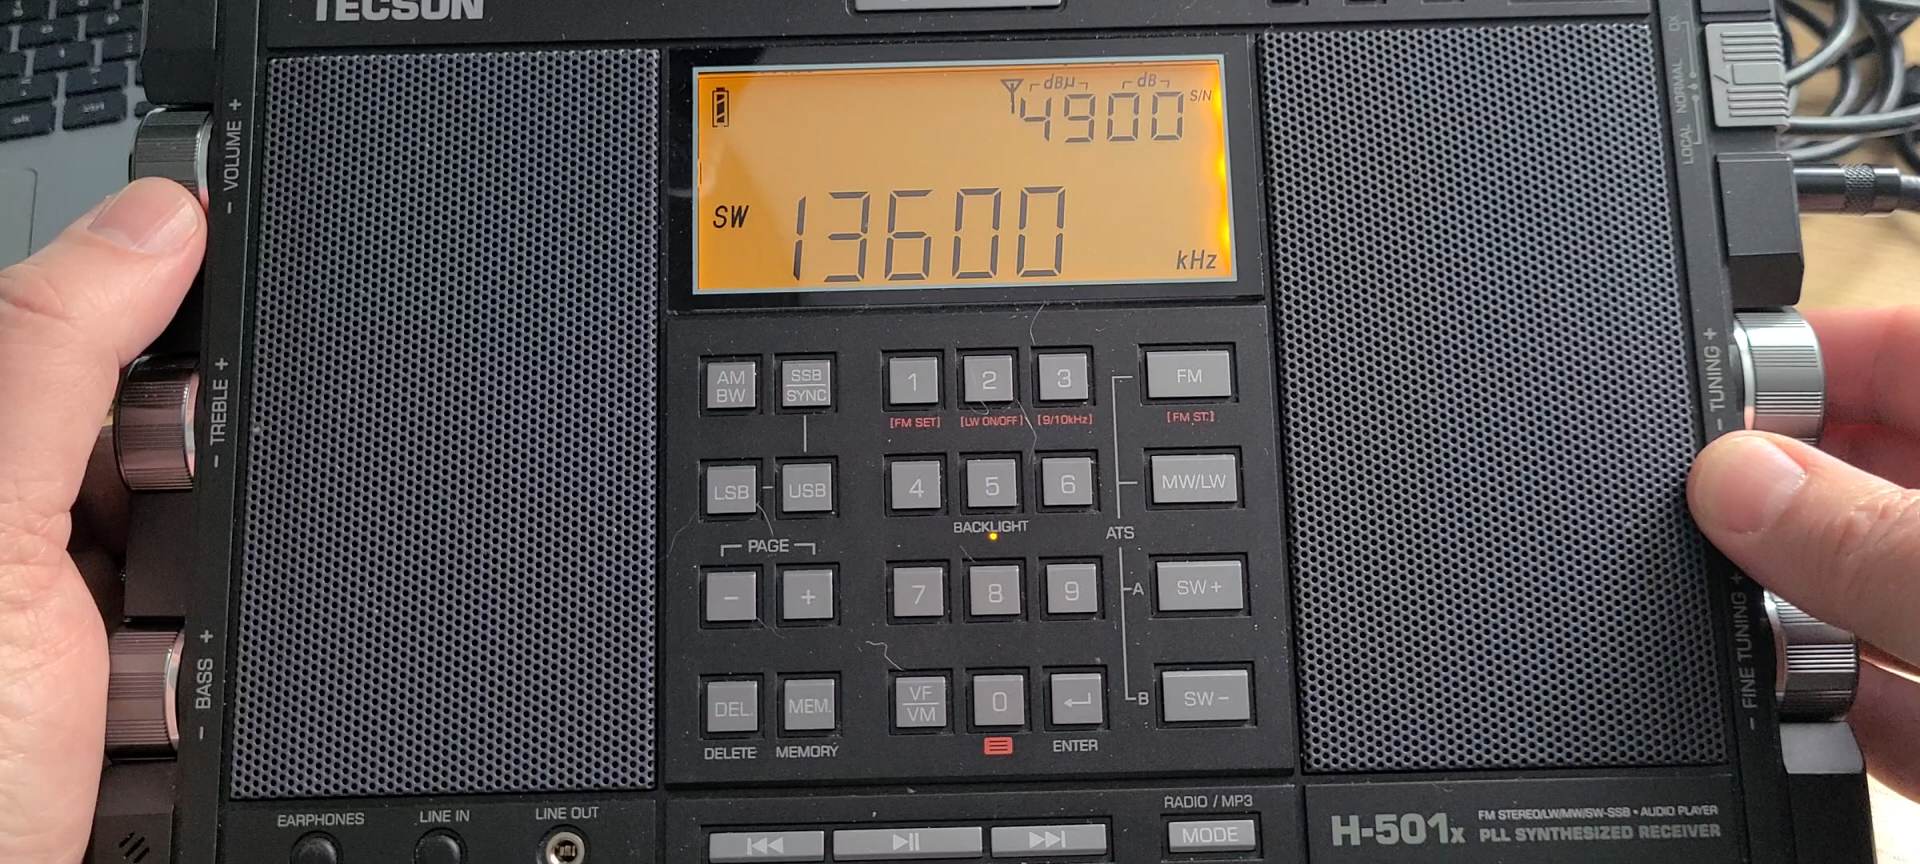 TECSUN
dBµ dB
4900 S/N
SW 13600 kHz
- VOLUME +
- TREBLE +
- BASS +
DX
NORMAL
LOCAL
- TUNING +
- FINE TUNING +
AM
BW
SSB
SYNC
1 2 3 FM
[FM SET] [LW ON/OFF] [9/10kHz] [FM ST.]
LSB - USB 4 5 6 MW/LW
BACKLIGHT
ATS
PAGE
- + 7 8 9 A SW+
DEL. MEM. VF
VM
0 B SW-
DELETE MEMORY ENTER
EARPHONES LINE IN LINE OUT
RADIO / MP3
MODE
H-501x
FM STEREO/LW/MW/SW-SSB • AUDIO PLAYER
PLL SYNTHESIZED RECEIVER